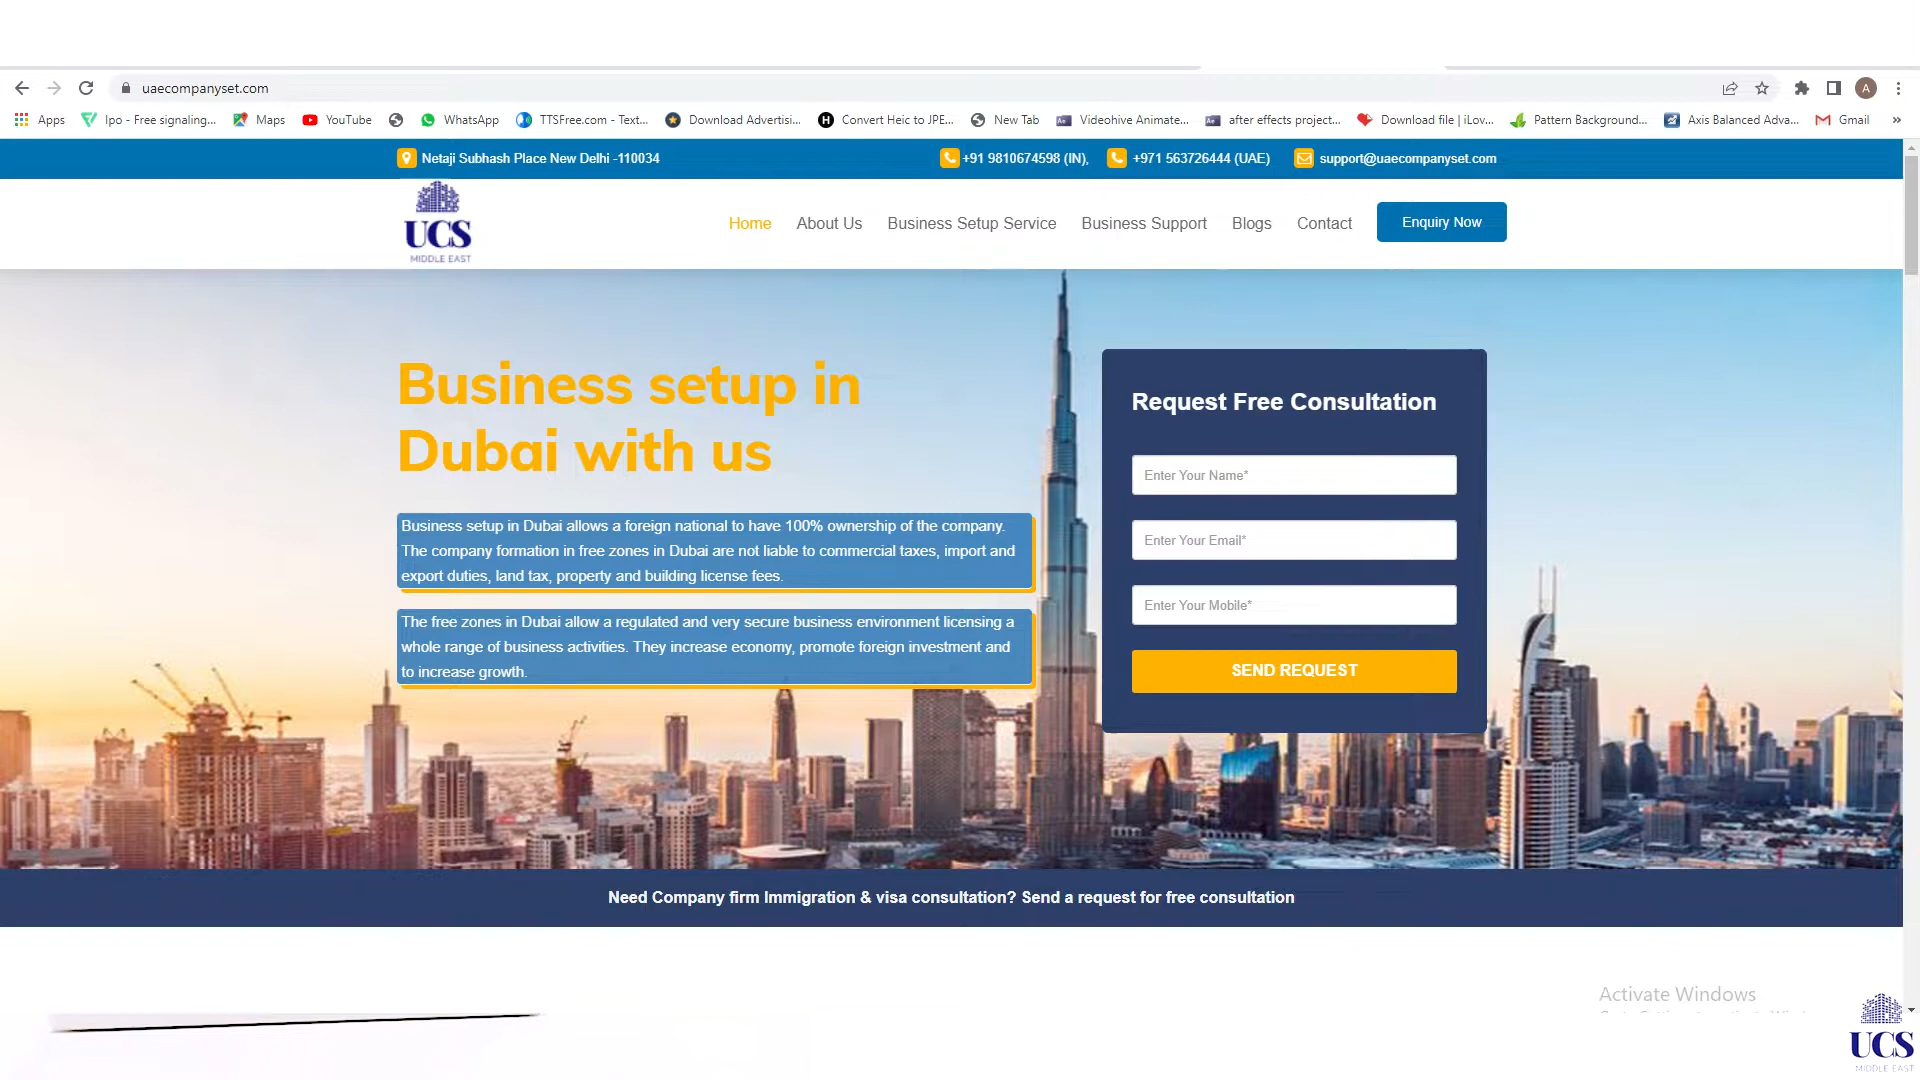 uaecompanyset.com
A
Apps
Ipo - Free signaling...
Maps
YouTube
WhatsApp
TTSFree.com - Text...
Download Advertisi...
Convert Heic to JPE...
New Tab
Videohive Animate...
after effects project...
Download file | iLov...
Pattern Background...
Axis Balanced Adva...
Gmail
»
Netaji Subhash Place New Delhi -110034
+91 9810674598 (IN),
+971 563726444 (UAE)
support@uaecompanyset.com
UCS
MIDDLE EAST
Home
About Us
Business Setup Service
Business Support
Blogs
Contact
Enquiry Now
Business setup in
Dubai with us
Business setup in Dubai allows a foreign national to have 100% ownership of the company.
The company formation in free zones in Dubai are not liable to commercial taxes, import and
export duties, land tax, property and building license fees.
The free zones in Dubai allow a regulated and very secure business environment licensing a
whole range of business activities. They increase economy, promote foreign investment and
to increase growth.
Request Free Consultation
Enter Your Name*
Enter Your Email*
Enter Your Mobile*
SEND REQUEST
Need Company firm Immigration & visa consultation? Send a request for free consultation
Activate Windows
UCS
MIDDLE EAST